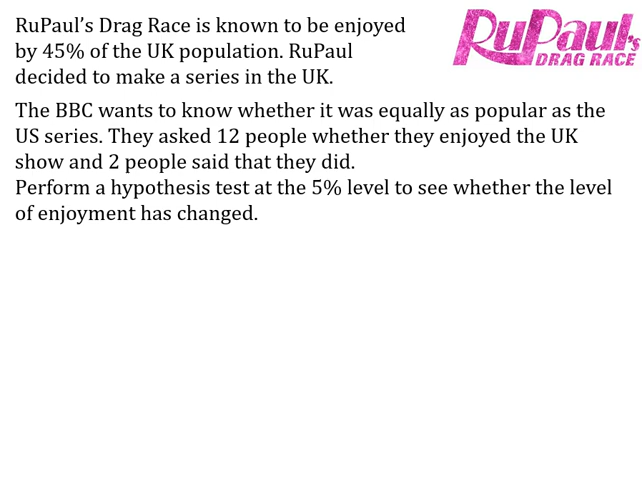 RuPaul’s Drag Race is known to be enjoyed
by 45% of the UK population. RuPaul
decided to make a series in the UK.
RuPaul's
DRAG RACE
The BBC wants to know whether it was equally as popular as the
US series. They asked 12 people whether they enjoyed the UK
show and 2 people said that they did.
Perform a hypothesis test at the 5% level to see whether the level
of enjoyment has changed.